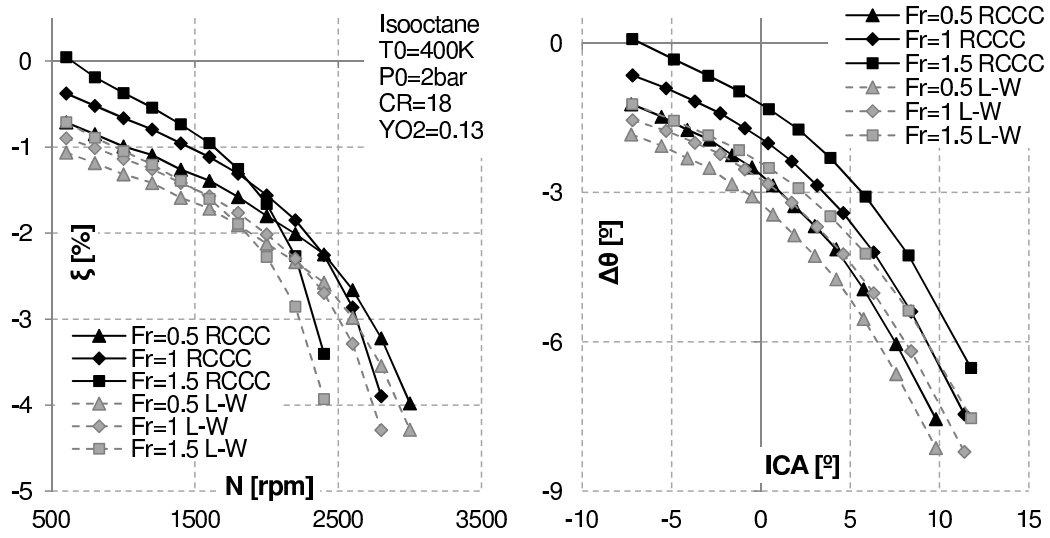 Isooctane
T0=400K
P0=2bar
CR=18
YO2=0.13
0
-1
-2
-3
-4
-5
ξ [%]
Fr=0.5 RCCC
Fr=1 RCCC
Fr=1.5 RCCC
Fr=0.5 L-W
Fr=1 L-W
Fr=1.5 L-W
N [rpm]
500 1500 2500 3500
Fr=0.5 RCCC
Fr=1 RCCC
Fr=1.5 RCCC
Fr=0.5 L-W
Fr=1 L-W
Fr=1.5 L-W
0
-3
-6
-9
Δθ [º]
ICA [º]
-10 -5 0 5 10 15